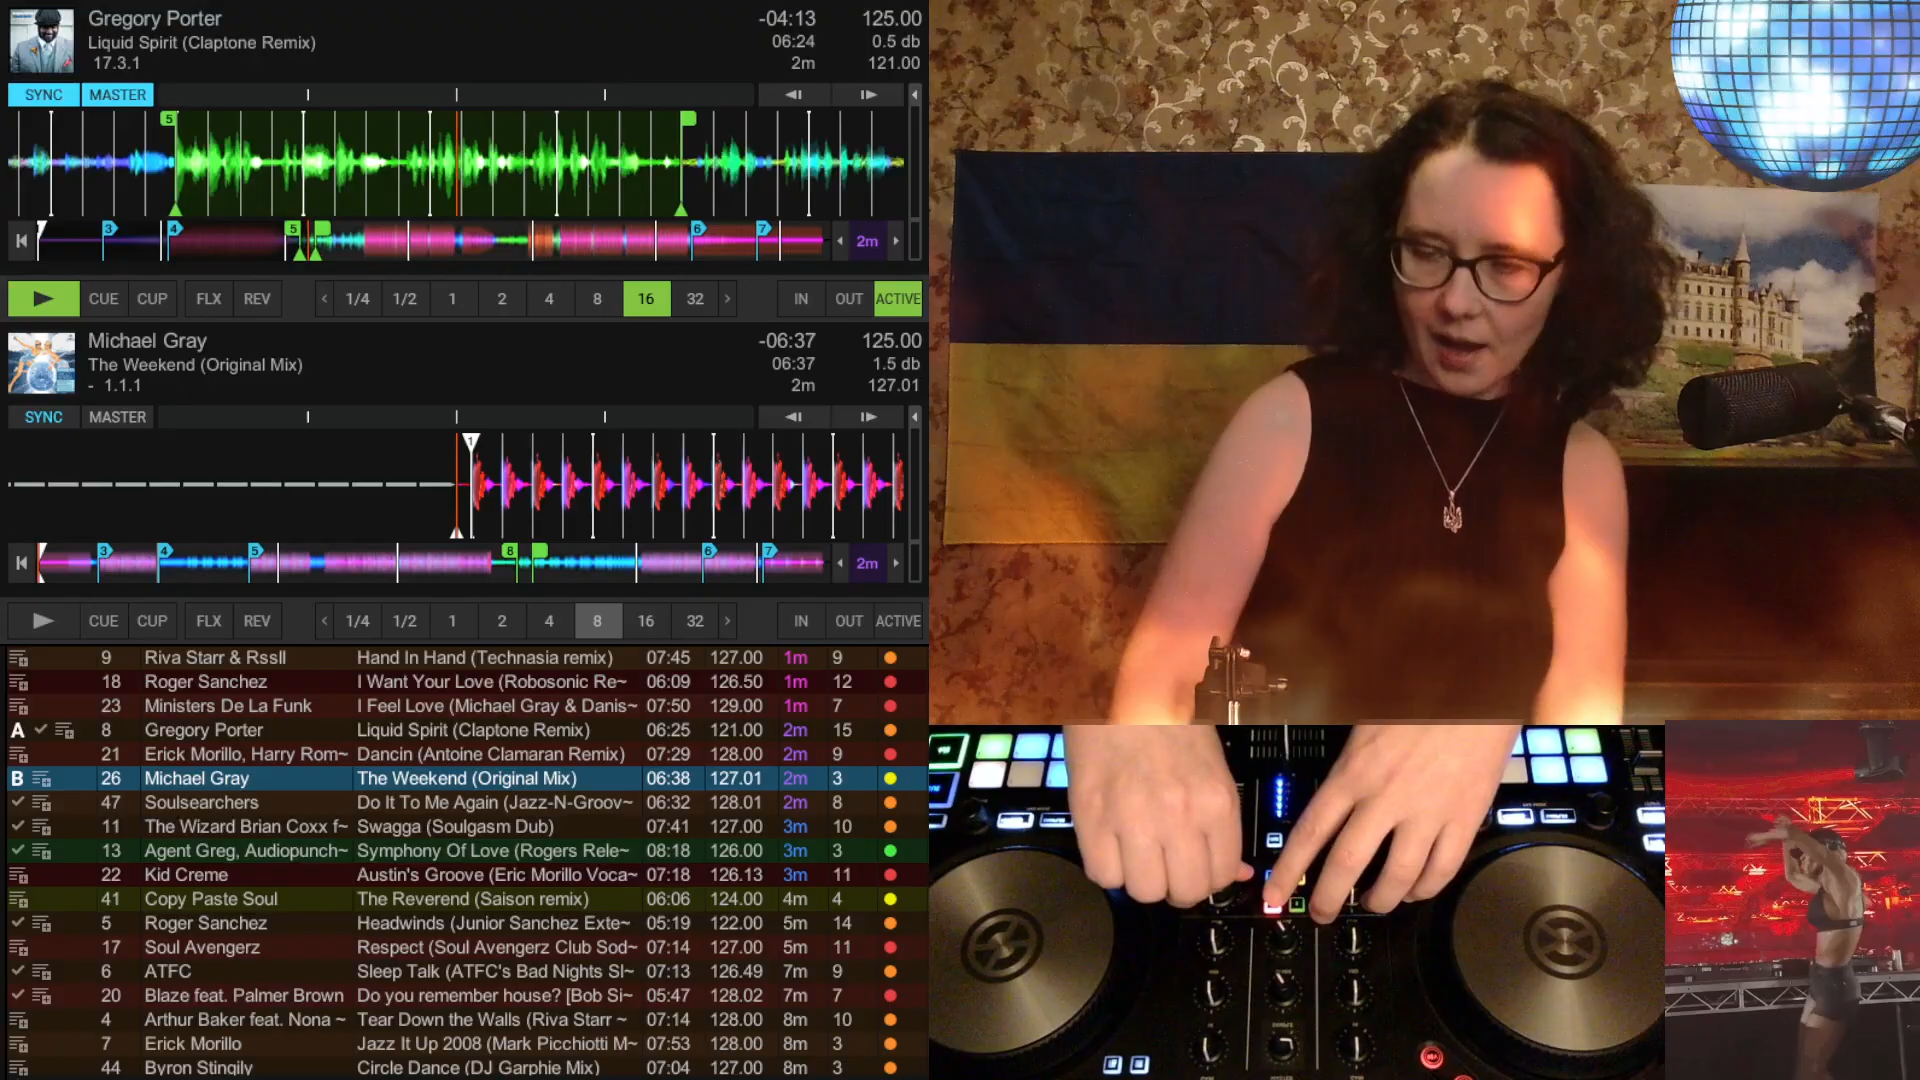 Gregory Porter -04:13 125.00
Liquid Spirit (Claptone Remix) 06:24 0.5 db
17.3.1 2m 121.00
SYNC MASTER
5
3 4 5 6 7 2m
CUE CUP FLX REV 1/4 1/2 1 2 4 8 16 32 IN OUT ACTIVE
Michael Gray -06:37 125.00
The Weekend (Original Mix) 06:37 1.5 db
- 1.1.1 2m 127.01
SYNC MASTER
1
3 4 5 8 6 7 2m
CUE CUP FLX REV 1/4 1/2 1 2 4 8 16 32 IN OUT ACTIVE
9 Riva Starr & Rssll Hand In Hand (Technasia remix) 07:45 127.00 1m 9
18 Roger Sanchez I Want Your Love (Robosonic Re~ 06:09 126.50 1m 12
23 Ministers De La Funk I Feel Love (Michael Gray & Danis~ 07:50 129.00 1m 7
A 8 Gregory Porter Liquid Spirit (Claptone Remix) 06:25 121.00 2m 15
21 Erick Morillo, Harry Rom~ Dancin (Antoine Clamaran Remix) 07:29 128.00 2m 9
B 26 Michael Gray The Weekend (Original Mix) 06:38 127.01 2m 3
47 Soulsearchers Do It To Me Again (Jazz-N-Groov~ 06:32 128.01 2m 8
11 The Wizard Brian Coxx f~ Swagga (Soulgasm Dub) 07:41 127.00 3m 10
13 Agent Greg, Audiopunch~ Symphony Of Love (Rogers Rele~ 08:18 126.00 3m 3
22 Kid Creme Austin's Groove (Eric Morillo Voca~ 07:18 126.13 3m 11
41 Copy Paste Soul The Reverend (Saison remix) 06:06 124.00 4m 4
5 Roger Sanchez Headwinds (Junior Sanchez Exte~ 05:19 122.00 5m 14
17 Soul Avengerz Respect (Soul Avengerz Club Sod~ 07:14 127.00 5m 11
6 ATFC Sleep Talk (ATFC's Bad Nights Sl~ 07:13 126.49 7m 9
20 Blaze feat. Palmer Brown Do you remember house? [Bob Si~ 05:47 128.02 7m 7
4 Arthur Baker feat. Nona ~ Tear Down the Walls (Riva Starr ~ 07:14 128.00 8m 10
7 Erick Morillo Jazz It Up 2008 (Mark Picchiotti M~ 07:53 128.00 8m 3
44 Byron Stingily Circle Dance (DJ Garphie Mix) 07:04 127.00 8m 3